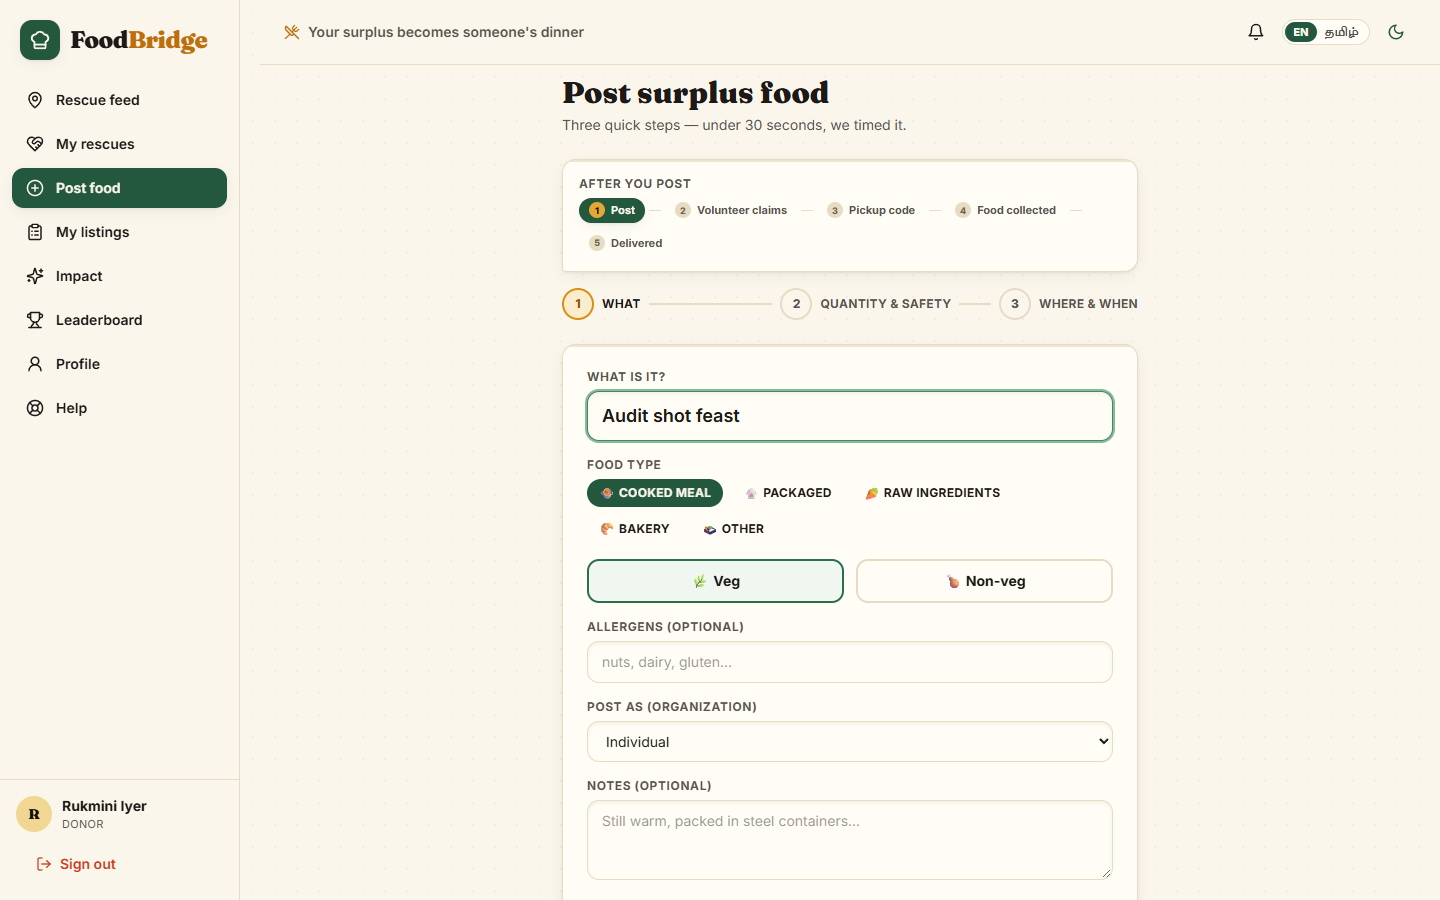 FoodBridge
Your surplus becomes someone's dinner
EN தமிழ்
Rescue feed
My rescues
Post food
My listings
Impact
Leaderboard
Profile
Help
R
Rukmini Iyer
DONOR
Sign out
Post surplus food
Three quick steps — under 30 seconds, we timed it.
AFTER YOU POST
1 Post — 2 Volunteer claims — 3 Pickup code — 4 Food collected —
5 Delivered
1 WHAT 2 QUANTITY & SAFETY 3 WHERE & WHEN
WHAT IS IT?
Audit shot feast
FOOD TYPE
COOKED MEAL PACKAGED RAW INGREDIENTS
BAKERY OTHER
Veg Non-veg
ALLERGENS (OPTIONAL)
nuts, dairy, gluten...
POST AS (ORGANIZATION)
Individual
NOTES (OPTIONAL)
Still warm, packed in steel containers...